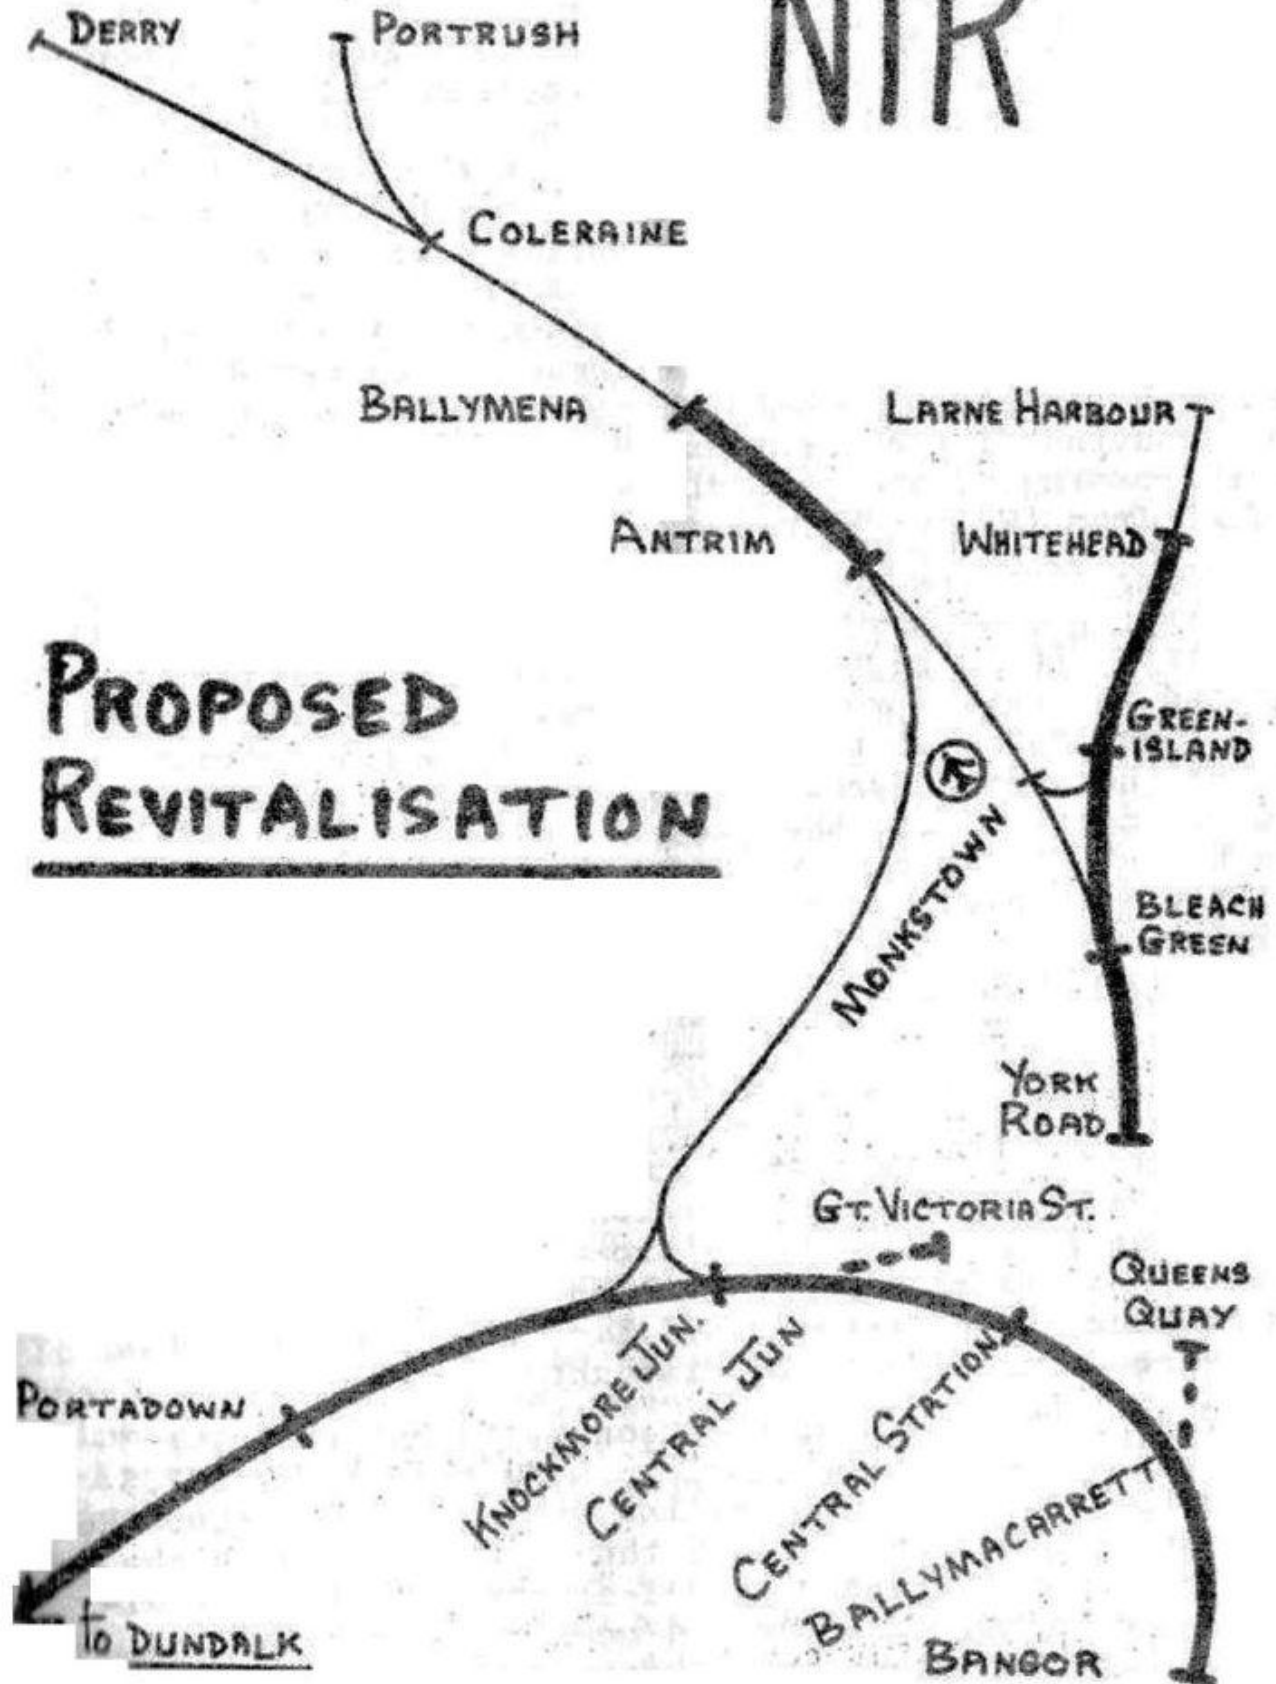 NIR
DERRY
PORTRUSH
COLERAINE
BALLYMENA
LARNE HARBOUR
ANTRIM
WHITEHEAD
PROPOSED
REVITALISATION
GREEN-
ISLAND
MONKSTOWN
BLEACH
GREEN
YORK
ROAD
GT. VICTORIA ST.
QUEENS
QUAY
PORTADOWN
KNOCKMORE JUN.
CENTRAL JUN
CENTRAL STATION
BALLYMACARRETT
to DUNDALK
BANGOR